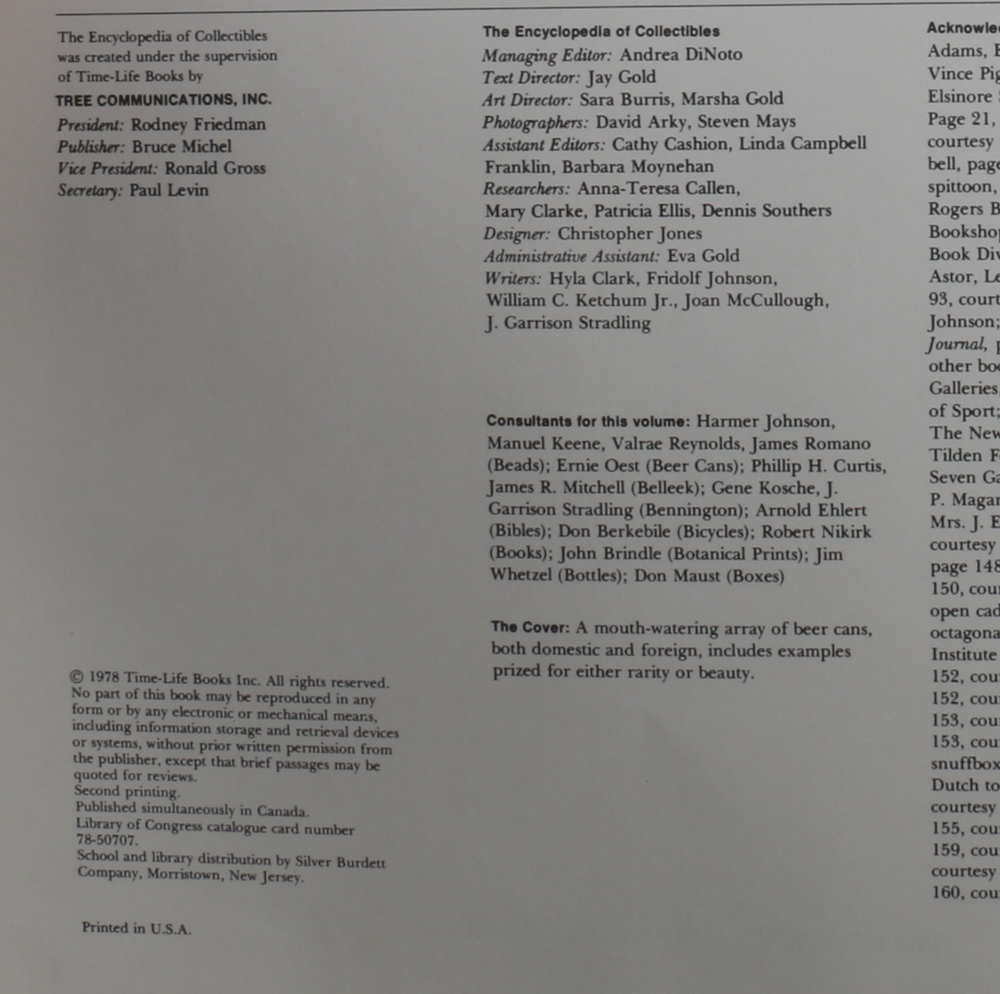 The Encyclopedia of Collectibles
was created under the supervision
of Time-Life Books by
TREE COMMUNICATIONS, INC.
President: Rodney Friedman
Publisher: Bruce Michel
Vice President: Ronald Gross
Secretary: Paul Levin
© 1978 Time-Life Books Inc. All rights reserved.
No part of this book may be reproduced in any
form or by any electronic or mechanical means,
including information storage and retrieval devices
or systems, without prior written permission from
the publisher, except that brief passages may be
quoted for reviews.
Second printing.
Published simultaneously in Canada.
Library of Congress catalogue card number
78-50707.
School and library distribution by Silver Burdett
Company, Morristown, New Jersey.
Printed in U.S.A.
The Encyclopedia of Collectibles
Managing Editor: Andrea DiNoto
Text Director: Jay Gold
Art Director: Sara Burris, Marsha Gold
Photographers: David Arky, Steven Mays
Assistant Editors: Cathy Cashion, Linda Campbell
Franklin, Barbara Moynehan
Researchers: Anna-Teresa Callen,
Mary Clarke, Patricia Ellis, Dennis Southers
Designer: Christopher Jones
Administrative Assistant: Eva Gold
Writers: Hyla Clark, Fridolf Johnson,
William C. Ketchum Jr., Joan McCullough,
J. Garrison Stradling
Consultants for this volume: Harmer Johnson,
Manuel Keene, Valrae Reynolds, James Romano
(Beads); Ernie Oest (Beer Cans); Phillip H. Curtis,
James R. Mitchell (Belleek); Gene Kosche, J.
Garrison Stradling (Bennington); Arnold Ehlert
(Bibles); Don Berkebile (Bicycles); Robert Nikirk
(Books); John Brindle (Botanical Prints); Jim
Whetzel (Bottles); Don Maust (Boxes)
The Cover: A mouth-watering array of beer cans,
both domestic and foreign, includes examples
prized for either rarity or beauty.
Adams,
Vince
Elsinore
Page 21,
courtesy
bell,
spittoon,
Rogers
Book
Astor,
93,
Johnson;
Journal,
other
Galleries
of Sport;
The
Tilden
Seven
P.
Mrs. J.
courtesy
page 148
150,
open
Institute
152,
152,
153,
153,
Dutch
courtesy
155,
159,
courtesy
160,